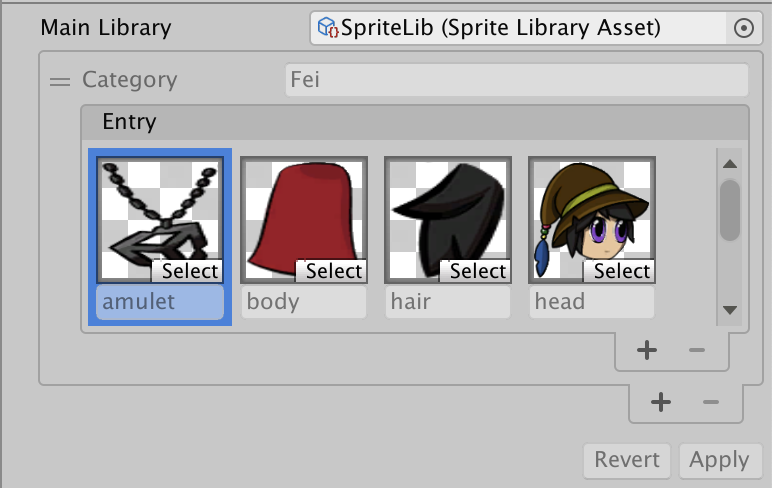 Main Library SpriteLib (Sprite Library Asset)
Category Fei
Entry
Select Select Select Select
amulet body hair head
Revert Apply